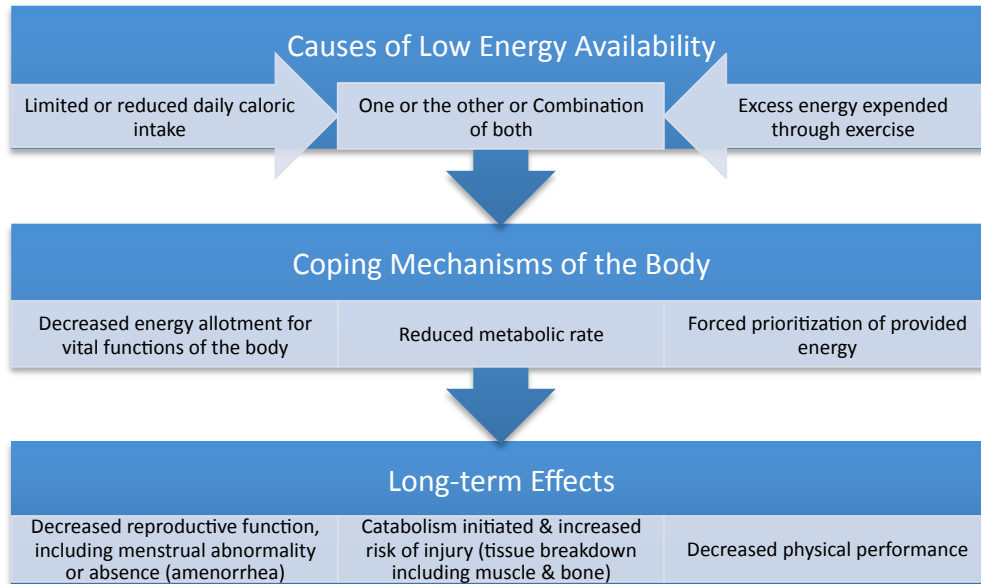 Causes of Low Energy Availability
Limited or reduced daily caloric
intake
One or the other or Combination
of both
Excess energy expended
through exercise
Coping Mechanisms of the Body
Decreased energy allotment for
vital functions of the body
Reduced metabolic rate
Forced prioritization of provided
energy
Long-term Effects
Decreased reproductive function,
including menstrual abnormality
or absence (amenorrhea)
Catabolism initiated & increased
risk of injury (tissue breakdown
including muscle & bone)
Decreased physical performance